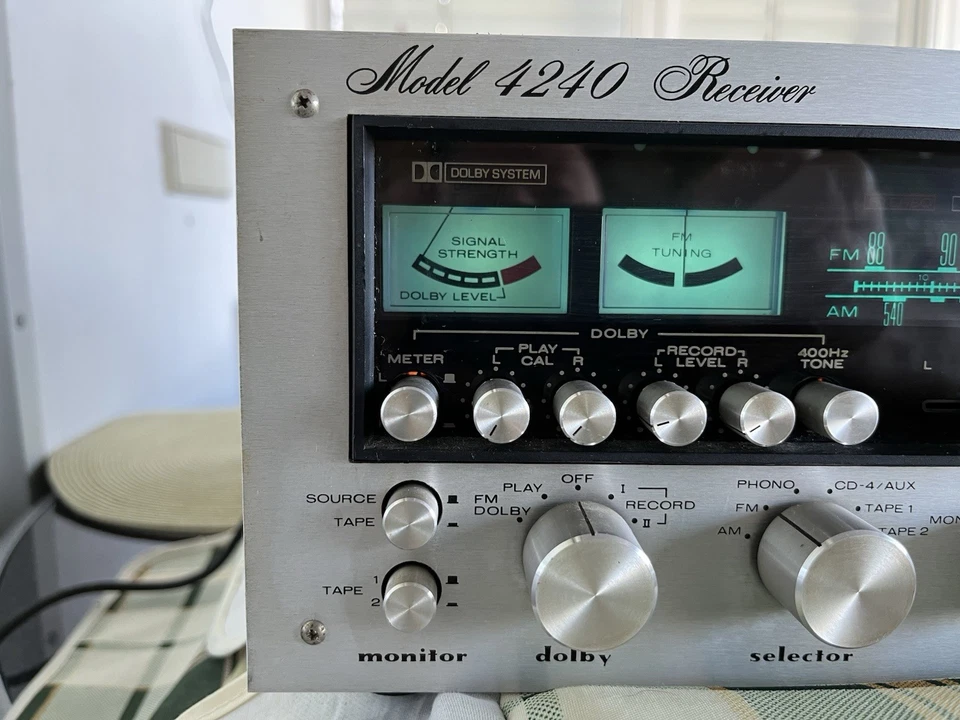 Model 4240 Receiver
DOLBY SYSTEM
SIGNAL
STRENGTH
DOLBY LEVEL
FM
TUNING
FM 88 90
AM 540
DOLBY
METER
L PLAY R
CAL
L RECORD R
LEVEL
400Hz
TONE
L
L
SOURCE
TAPE
TAPE 1
2
FM
DOLBY
PLAY
OFF
I
RECORD
II
PHONO
CD-4/AUX
FM
TAPE 1
AM
TAPE 2
MON
monitor dolby selector